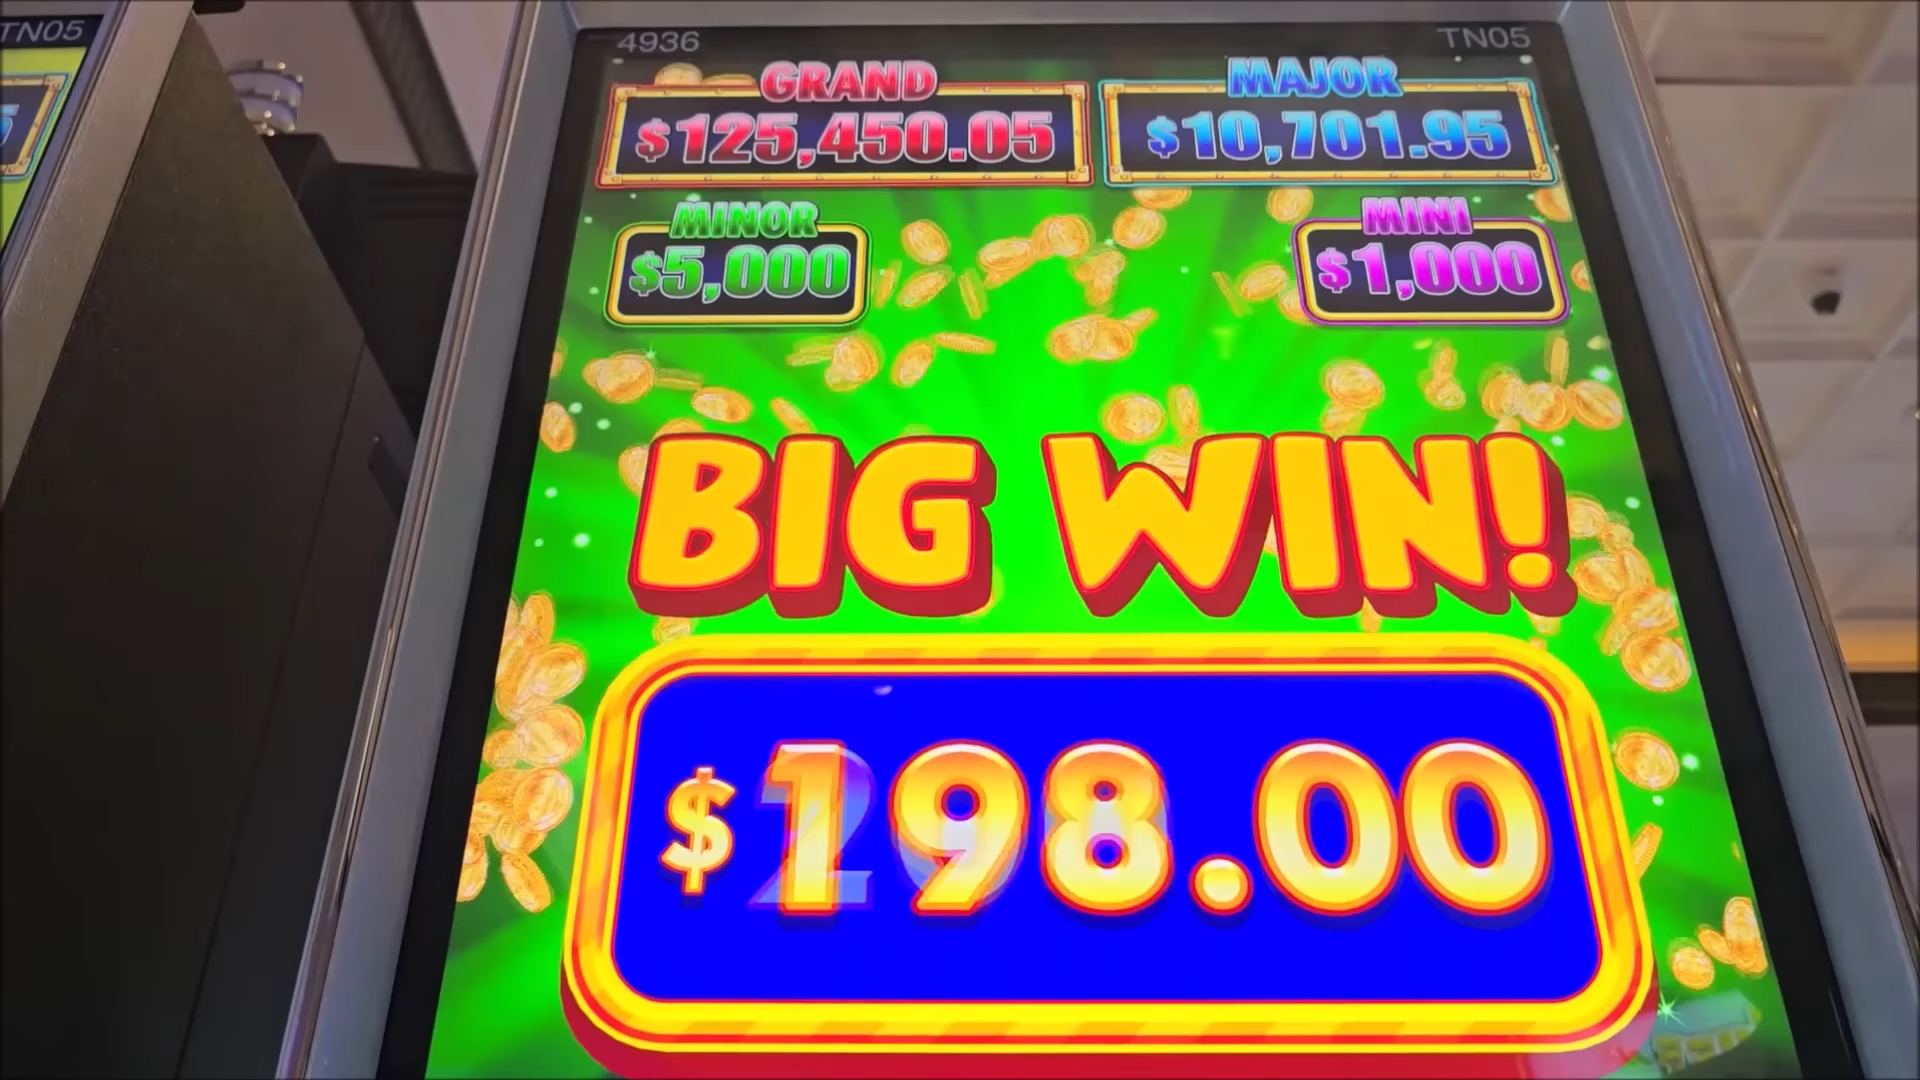 TN05
4936
TN05
GRAND
$125,450.05
MAJOR
$10,701.95
MINOR
$5,000
MINI
$1,000
BIG WIN!
$198.00